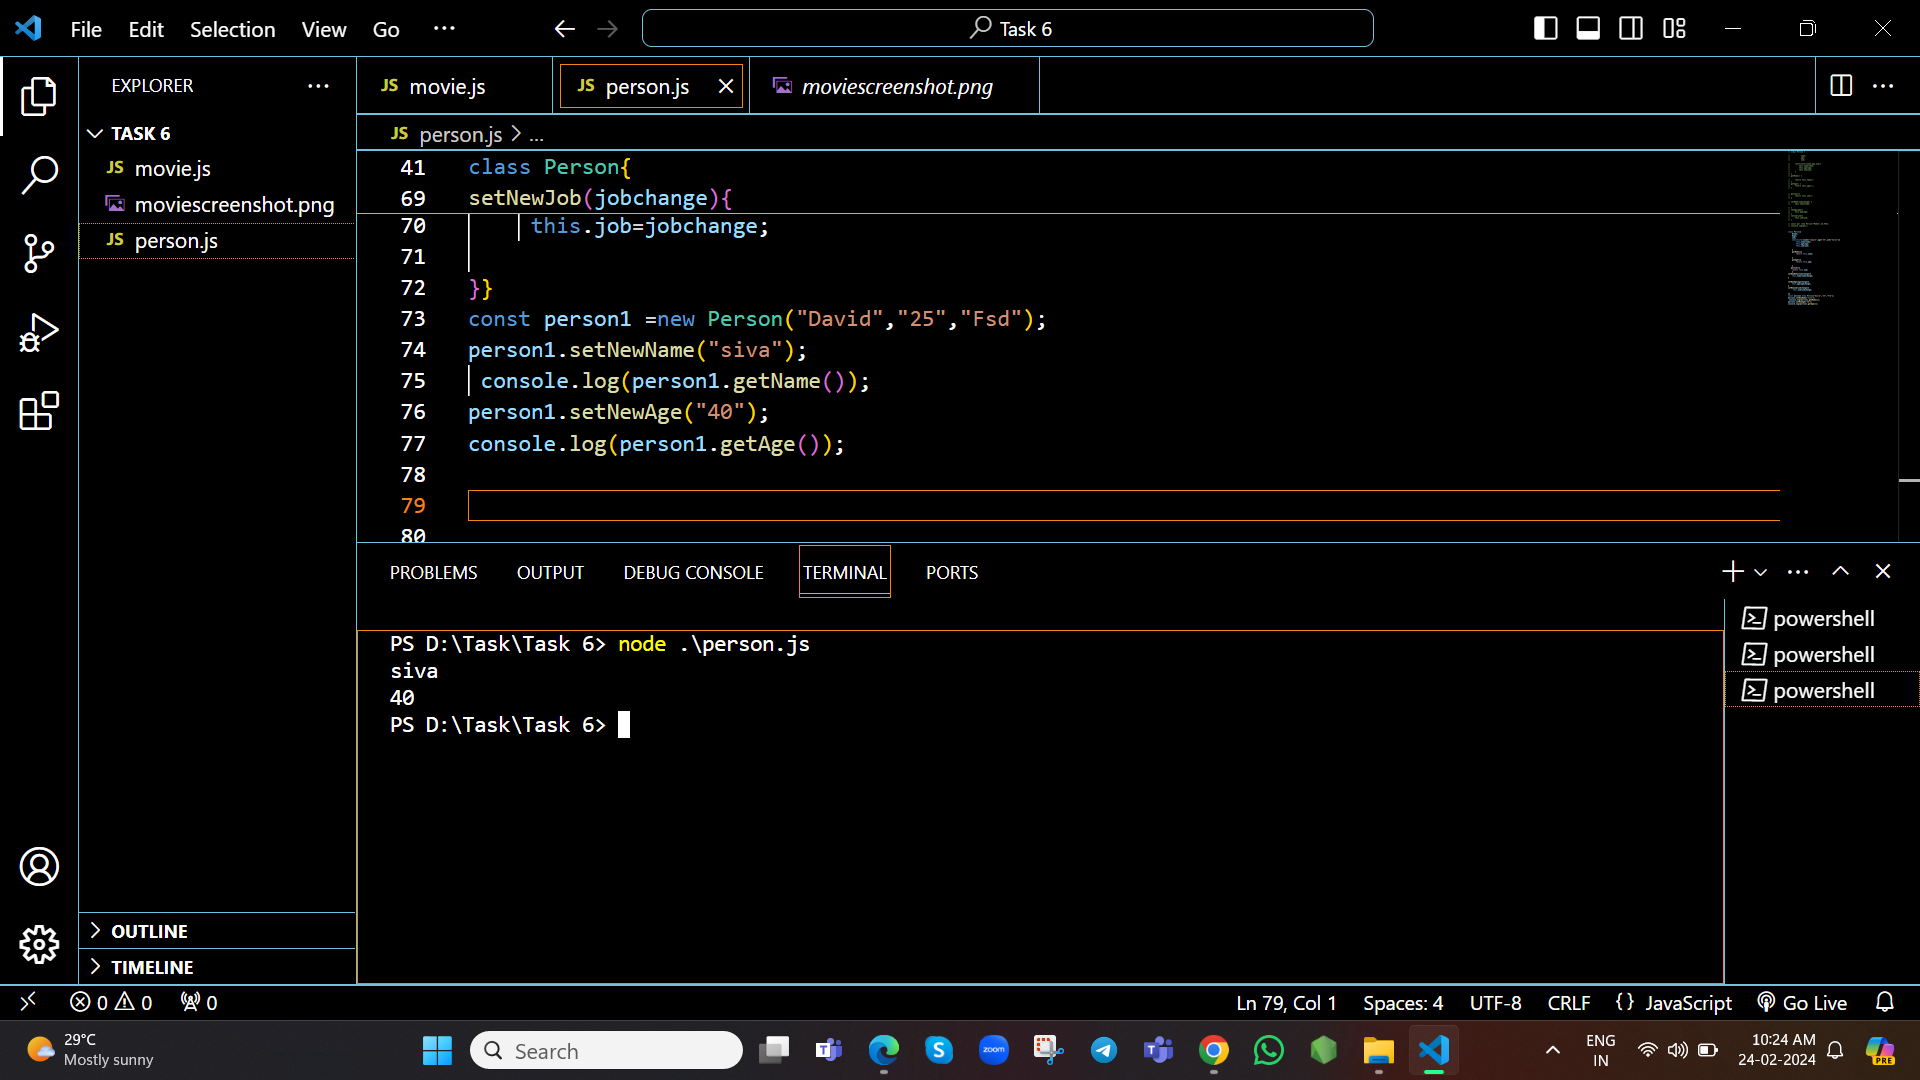 File Edit Selection View Go ...
Task 6
EXPLORER ...
TASK 6
JS movie.js
moviescreenshot.png
JS person.js
OUTLINE
TIMELINE
JS movie.js JS person.js moviescreenshot.png
JS person.js > ...
41 class Person{
69 setNewJob(jobchange){
70 this.job=jobchange;
71
72 }}
73 const person1 =new Person("David","25","Fsd");
74 person1.setNewName("siva");
75 console.log(person1.getName());
76 person1.setNewAge("40");
77 console.log(person1.getAge());
78
79
80
PROBLEMS OUTPUT DEBUG CONSOLE TERMINAL PORTS
PS D:\Task\Task 6> node .\person.js
siva
40
PS D:\Task\Task 6>
powershell
powershell
powershell
0 0 0 Ln 79, Col 1 Spaces: 4 UTF-8 CRLF {} JavaScript Go Live
29°C
Mostly sunny
Search
zoom
ENG
IN
10:24 AM
24-02-2024
PRE